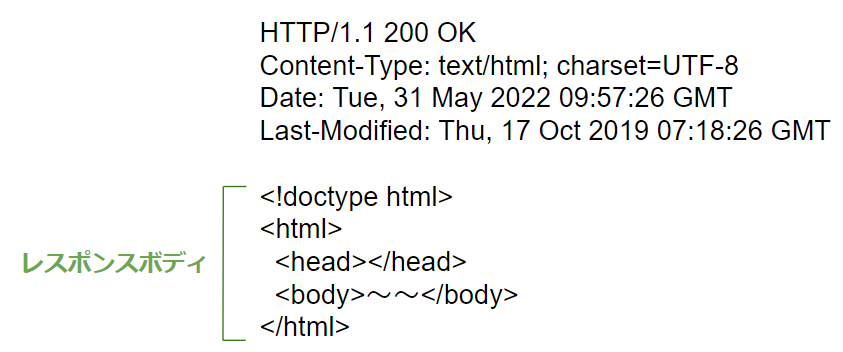 HTTP/1.1 200 OK
Content-Type: text/html; charset=UTF-8
Date: Tue, 31 May 2022 09:57:26 GMT
Last-Modified: Thu, 17 Oct 2019 07:18:26 GMT
<!doctype html>
<html>
レスポンスボディ
<head></head>
<body>～～</body>
</html>